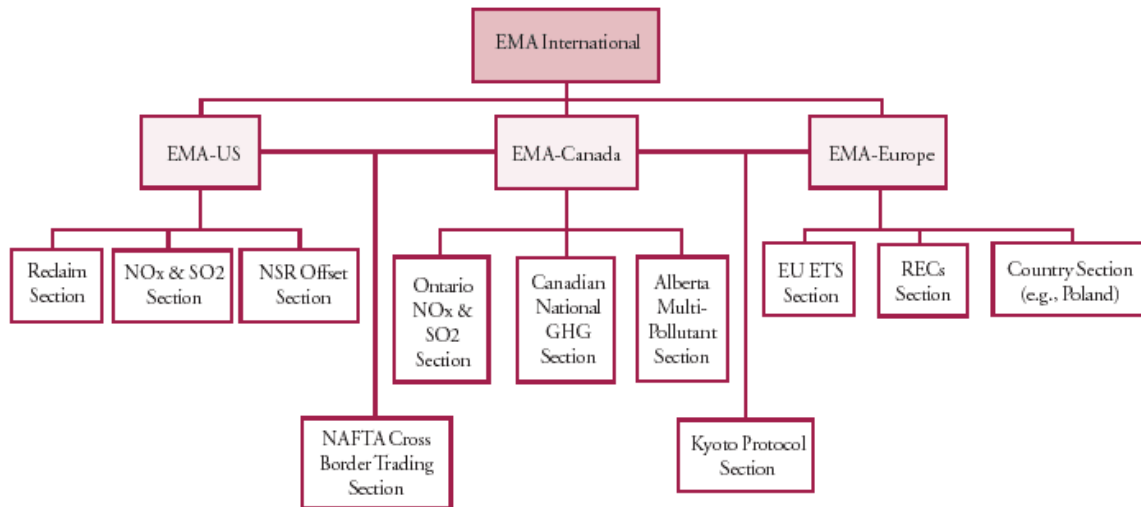 EMA International
EMA-US
EMA-Canada
EMA-Europe
Reclaim
Section
NOx & SO2
Section
NSR Offset
Section
Ontario
NOx &
SO2
Section
Canadian
National
GHG
Section
Alberta
Multi-
Pollutant
Section
EU ETS
Section
RECs
Section
Country Section
(e.g., Poland)
NAFTA Cross
Border Trading
Section
Kyoto Protocol
Section